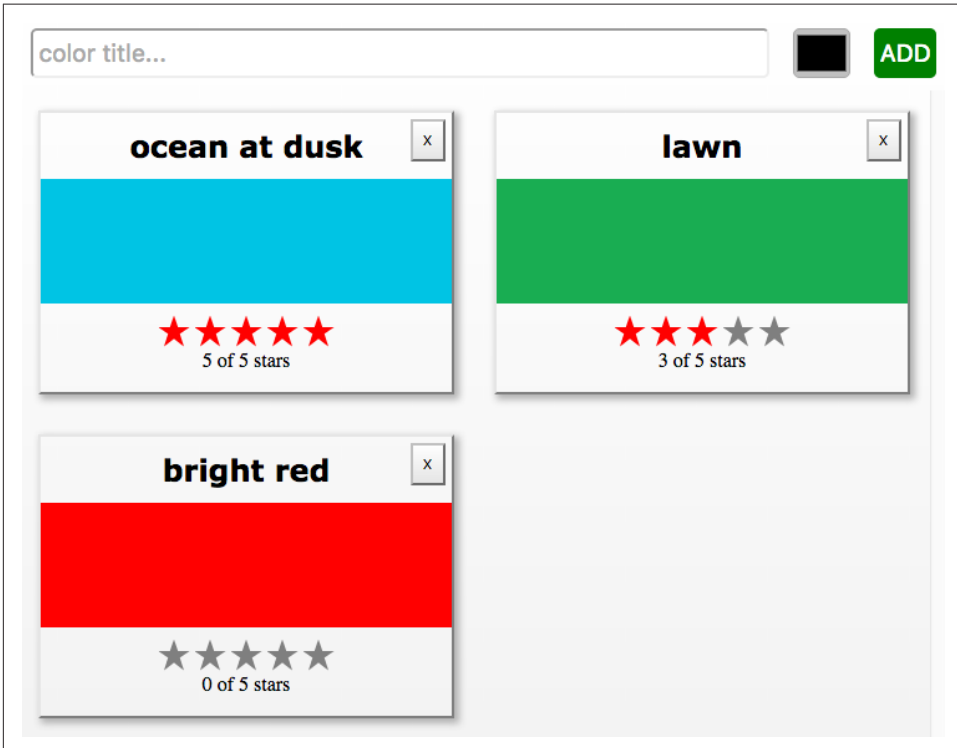 color title...
ADD
ocean at dusk
x
5 of 5 stars
lawn
x
3 of 5 stars
bright red
x
0 of 5 stars